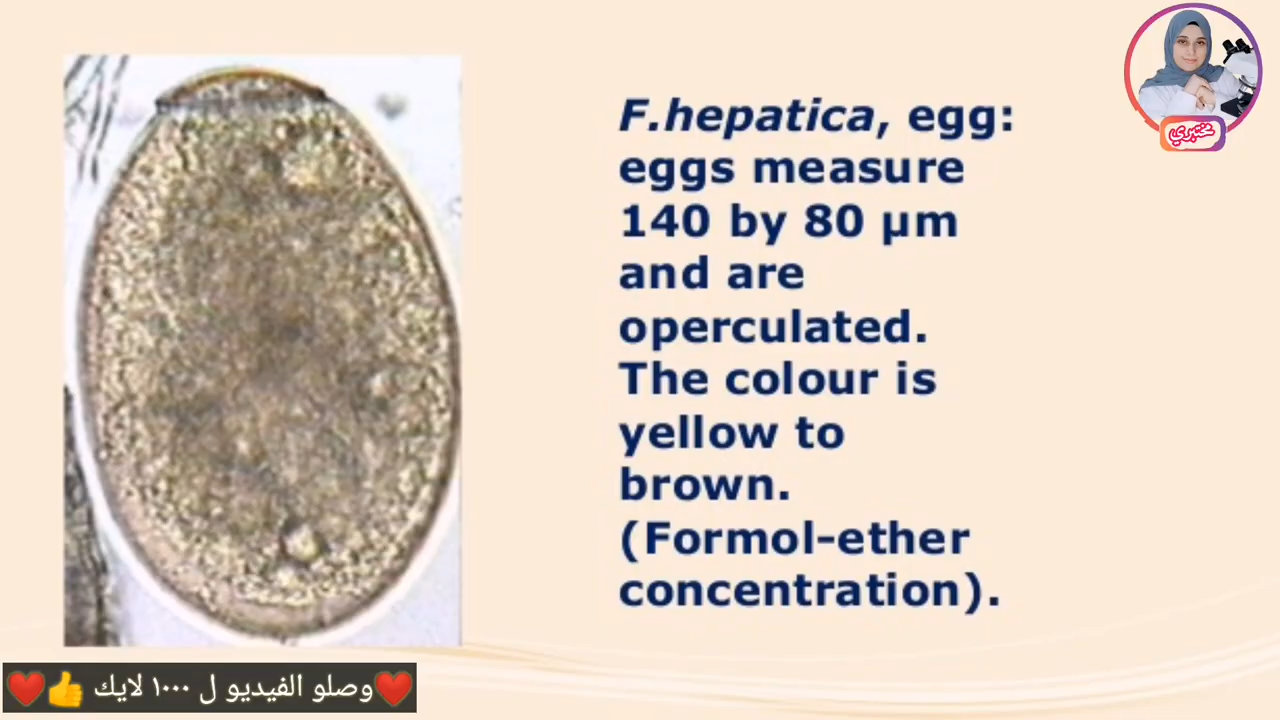 F.hepatica, egg:
eggs measure
140 by 80 µm
and are
operculated.
The colour is
yellow to
brown.
(Formol-ether
concentration).
مختبري
❤️وصلو الفيديو ل ١٠٠٠ لايك 👍❤️